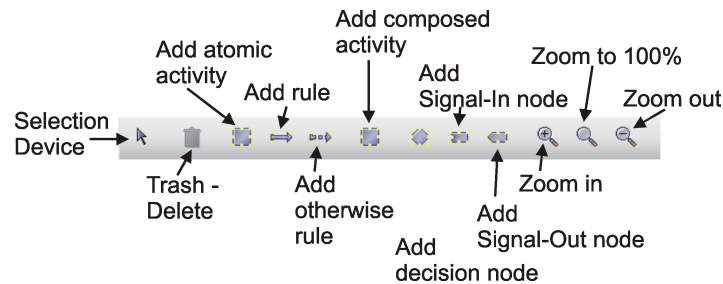 Add composed
activity
Add atomic
activity
Add rule
Add
Signal-In node
Zoom to 100%
Zoom out
Selection
Device
Trash -
Delete
Add
otherwise
rule
Add
decision node
Add
Signal-Out node
Zoom in